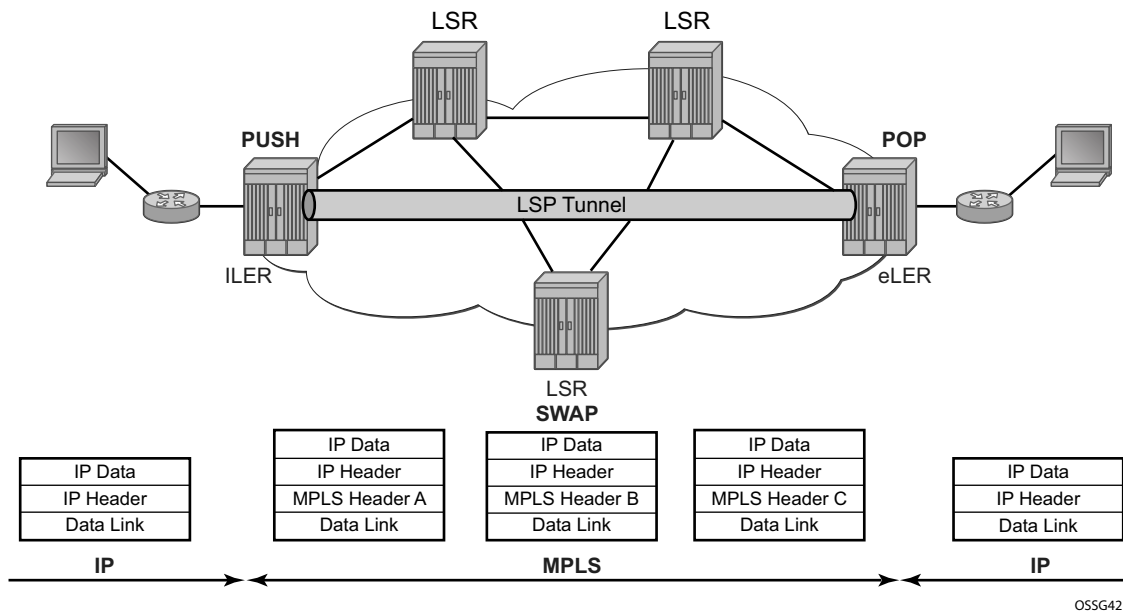 LSR
LSR
PUSH
POP
LSP Tunnel
ILER
eLER
LSR
SWAP
IP Data
IP Header
Data Link
IP Data
IP Header
MPLS Header A
Data Link
IP Data
IP Header
MPLS Header B
Data Link
IP Data
IP Header
MPLS Header C
Data Link
IP Data
IP Header
Data Link
IP
MPLS
IP
OSSG42